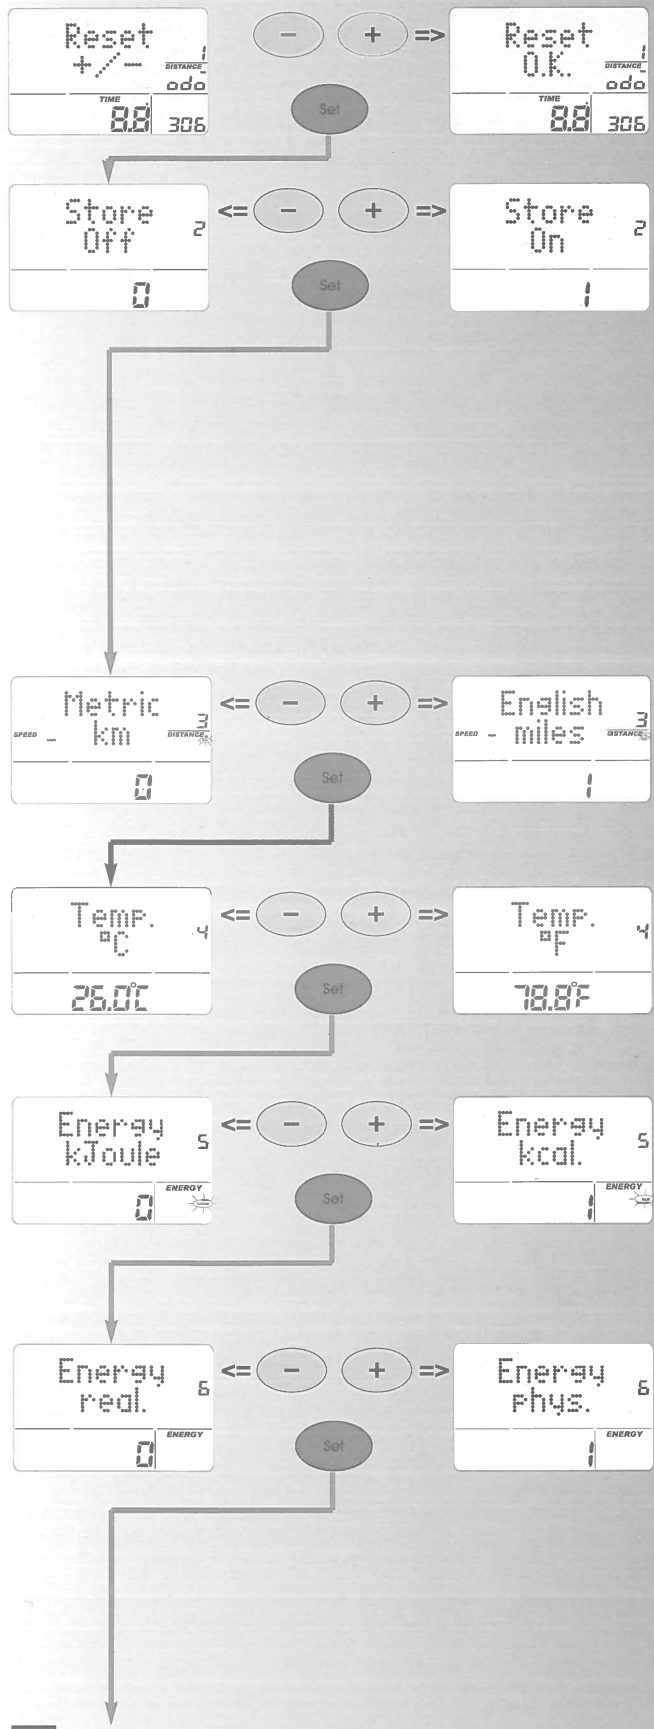 Reset
+/−
1
DISTANCE
odo
TIME
8.8
306
− + =>
Set
Reset
O.K.
1
DISTANCE
odo
TIME
8.8
306
Store
Off
2
0
<= − + =>
Set
Store
On
2
1
Metric
km
3
SPEED
DISTANCE
0
<= − + =>
Set
English
miles
3
SPEED
DISTANCE
1
Temp.
°C
4
26.0°C
<= − + =>
Set
Temp.
°F
4
78.8°F
Energy
kJoule
5
ENERGY
0
<= − + =>
Set
Energy
kcal.
5
ENERGY
1
Energy
real.
6
ENERGY
0
<= − + =>
Set
Energy
phys.
6
ENERGY
1